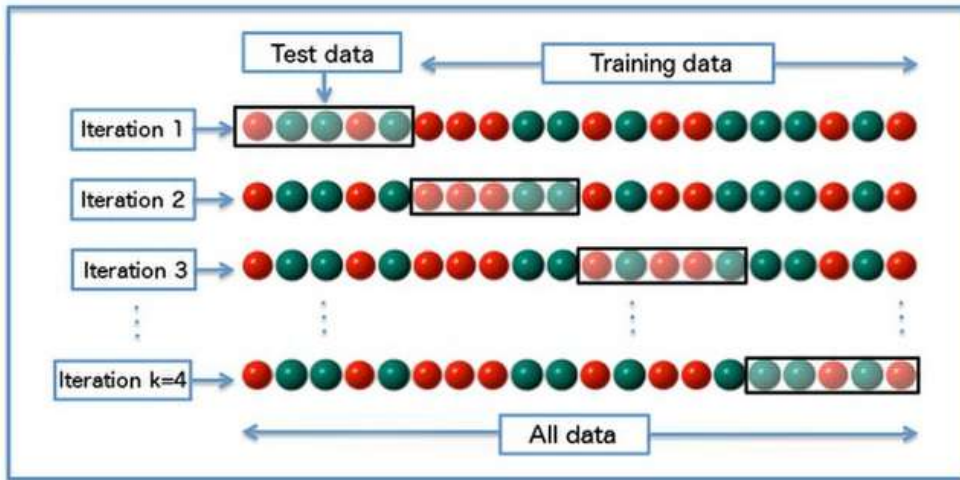 Test data
Training data
Iteration 1
Iteration 2
Iteration 3
Iteration k=4
All data